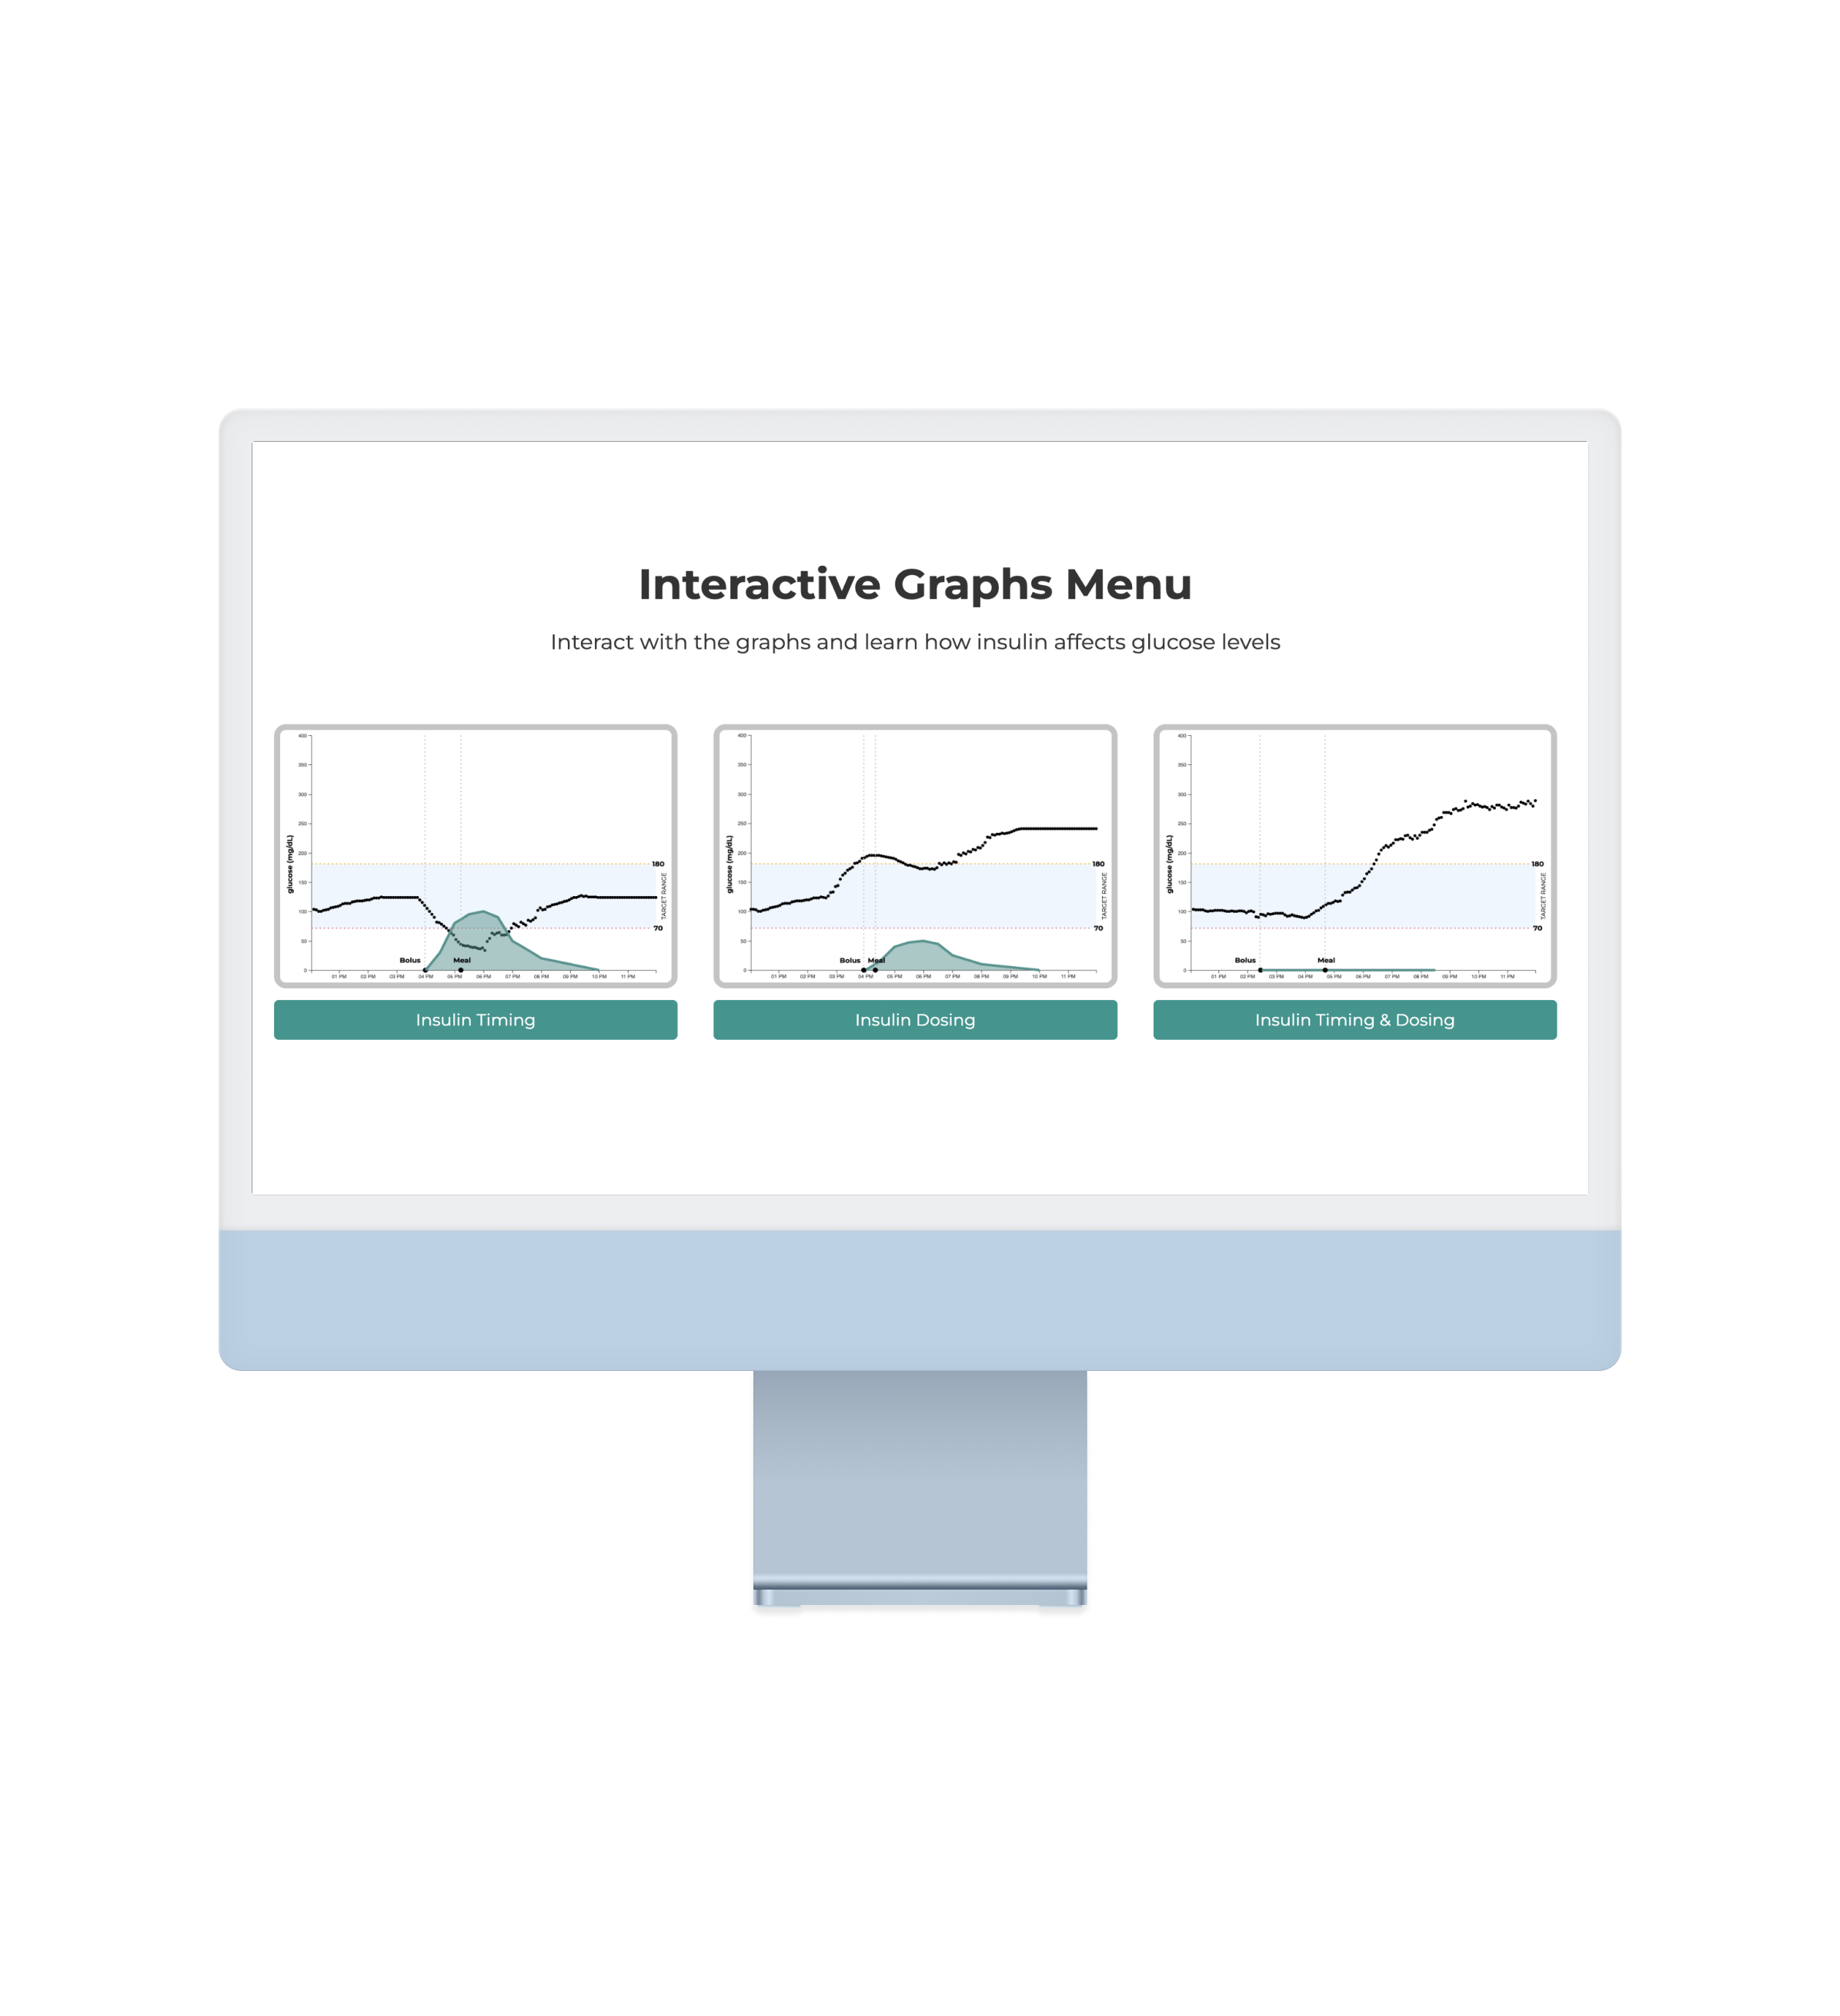 Interactive Graphs Menu
Interact with the graphs and learn how insulin affects glucose levels
400
350
300
250
200
150
100
50
0
glucose (mg/dL)
180
TARGET RANGE
70
Bolus
Meal
01 PM 02 PM 03 PM 04 PM 05 PM 06 PM 07 PM 08 PM 09 PM 10 PM 11 PM
Insulin Timing
400
350
300
250
200
150
100
50
0
glucose (mg/dL)
180
TARGET RANGE
70
Bolus
Meal
01 PM 02 PM 03 PM 04 PM 05 PM 06 PM 07 PM 08 PM 09 PM 10 PM 11 PM
Insulin Dosing
400
350
300
250
200
150
100
50
0
glucose (mg/dL)
180
TARGET RANGE
70
Bolus
Meal
01 PM 02 PM 03 PM 04 PM 05 PM 06 PM 07 PM 08 PM 09 PM 10 PM 11 PM
Insulin Timing & Dosing